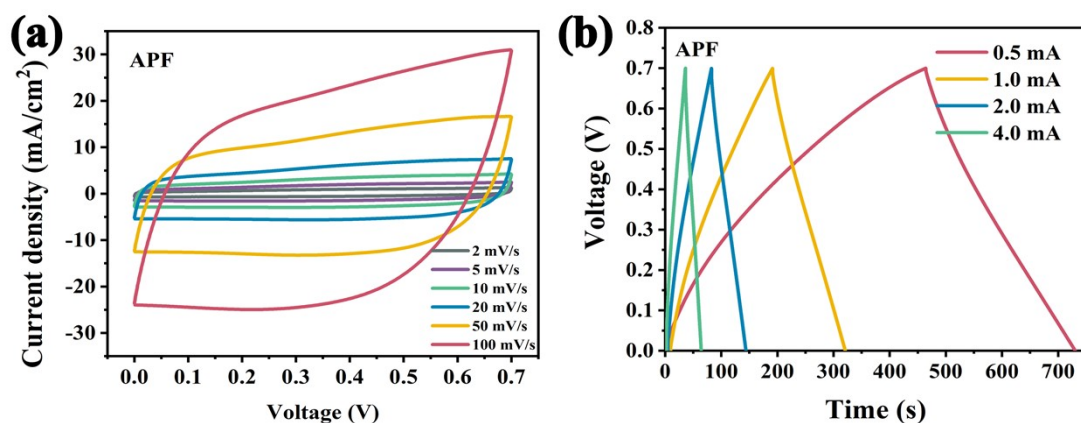 (a)
APF
Current density (mA/cm²)
30
20
10
0
-10
-20
-30
2 mV/s
5 mV/s
10 mV/s
20 mV/s
50 mV/s
100 mV/s
0.0 0.1 0.2 0.3 0.4 0.5 0.6 0.7
Voltage (V)
(b)
APF
0.5 mA
1.0 mA
2.0 mA
4.0 mA
Voltage (V)
0.8
0.7
0.6
0.5
0.4
0.3
0.2
0.1
0.0
0 100 200 300 400 500 600 700
Time (s)